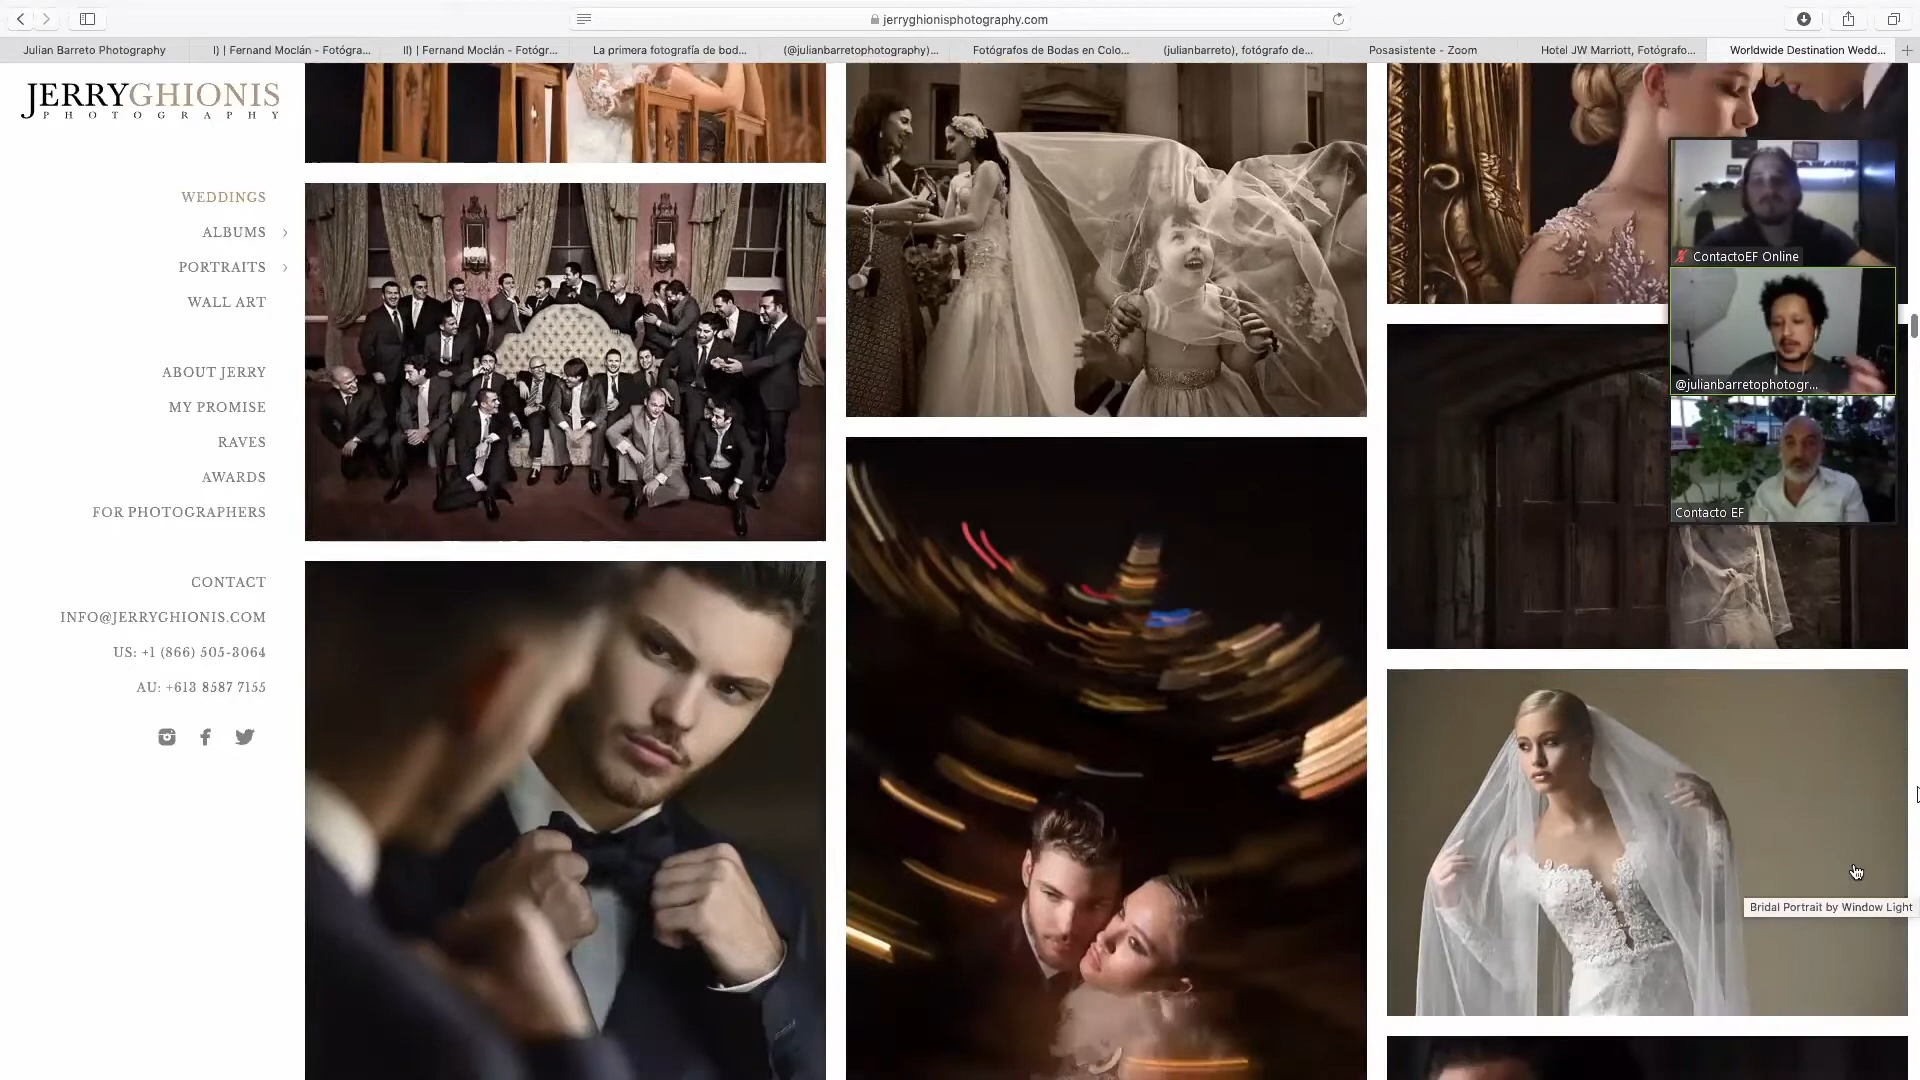 jerryghionisphotography.com
Julian Barreto Photography
I) | Fernand Moclán - Fotógra...
II) | Fernand Moclán - Fotógr...
La primera fotografía de bod...
(@julianbarretophotography)...
Fotógrafos de Bodas en Colo...
(julianbarreto), fotógrafo de...
Posasistente - Zoom
Hotel JW Marriott, Fotógrafo...
Worldwide Destination Wedd...
JERRYGHIONIS
PHOTOGRAPHY
WEDDINGS
ALBUMS
PORTRAITS
WALL ART
ABOUT JERRY
MY PROMISE
RAVES
AWARDS
FOR PHOTOGRAPHERS
CONTACT
INFO@JERRYGHIONIS.COM
US: +1 (866) 505-3064
AU: +613 8587 7155
ContactoEF Online
@julianbarretophotogr...
Contacto EF
Bridal Portrait by Window Light